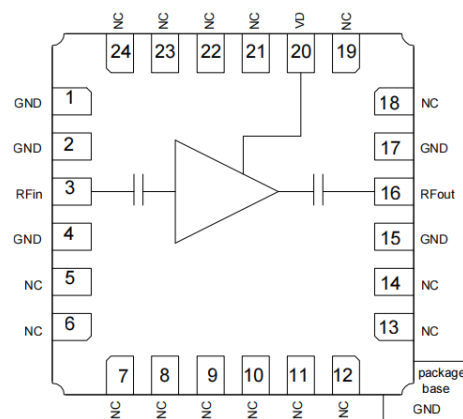 NC NC NC NC VD NC
24 23 22 21 20 19
GND 1
18 NC
GND 2
17 GND
RFin 3
16 RFout
GND 4
15 GND
NC 5
14 NC
NC 6
13 NC
7 8 9 10 11 12
NC NC NC NC NC NC
package
base
GND